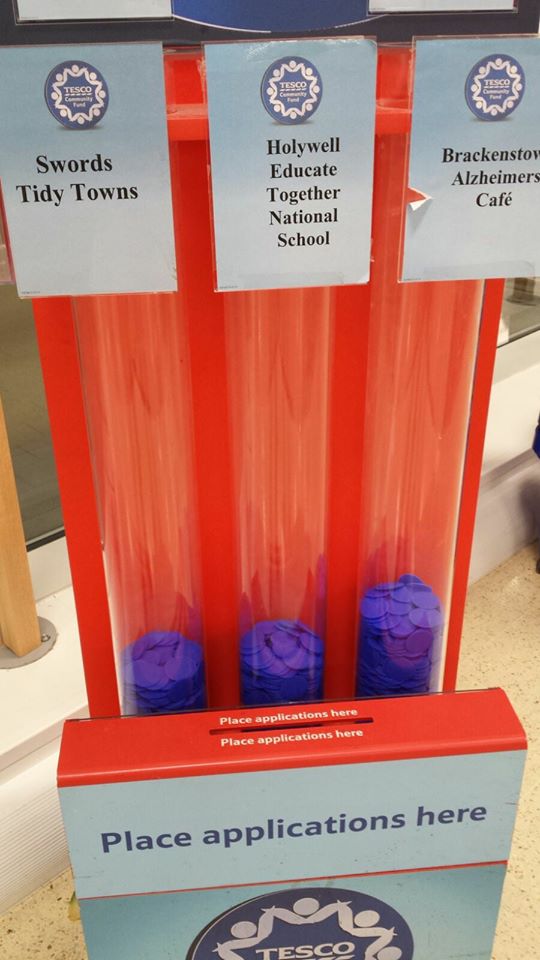 TESCO
Community
Fund
Swords
Tidy Towns
TESCO
Community
Fund
Holywell
Educate
Together
National
School
TESCO
Community
Fund
Brackenstow
Alzheimers
Café
Place applications here
Place applications here
Place applications here
TESCO